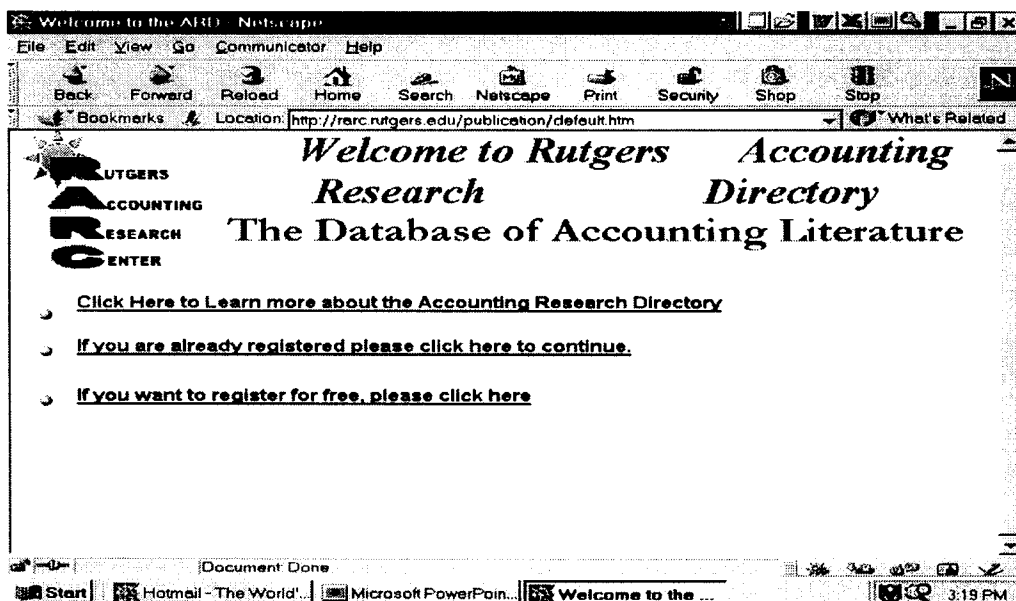 Welcome to the ARD - Netscape
File Edit View Go Communicator Help
Back Forward Reload Home Search Netscape Print Security Shop Stop
Bookmarks Location: http://rarc.rutgers.edu/publication/default.htm What's Related
RUTGERS
ACCOUNTING
RESEARCH
CENTER
Welcome to Rutgers Accounting
Research Directory
The Database of Accounting Literature
Click Here to Learn more about the Accounting Research Directory
If you are already registered please click here to continue.
If you want to register for free, please click here
Document: Done
Start Hotmail - The World'... Microsoft PowerPoin... Welcome to the ... 3:19 PM